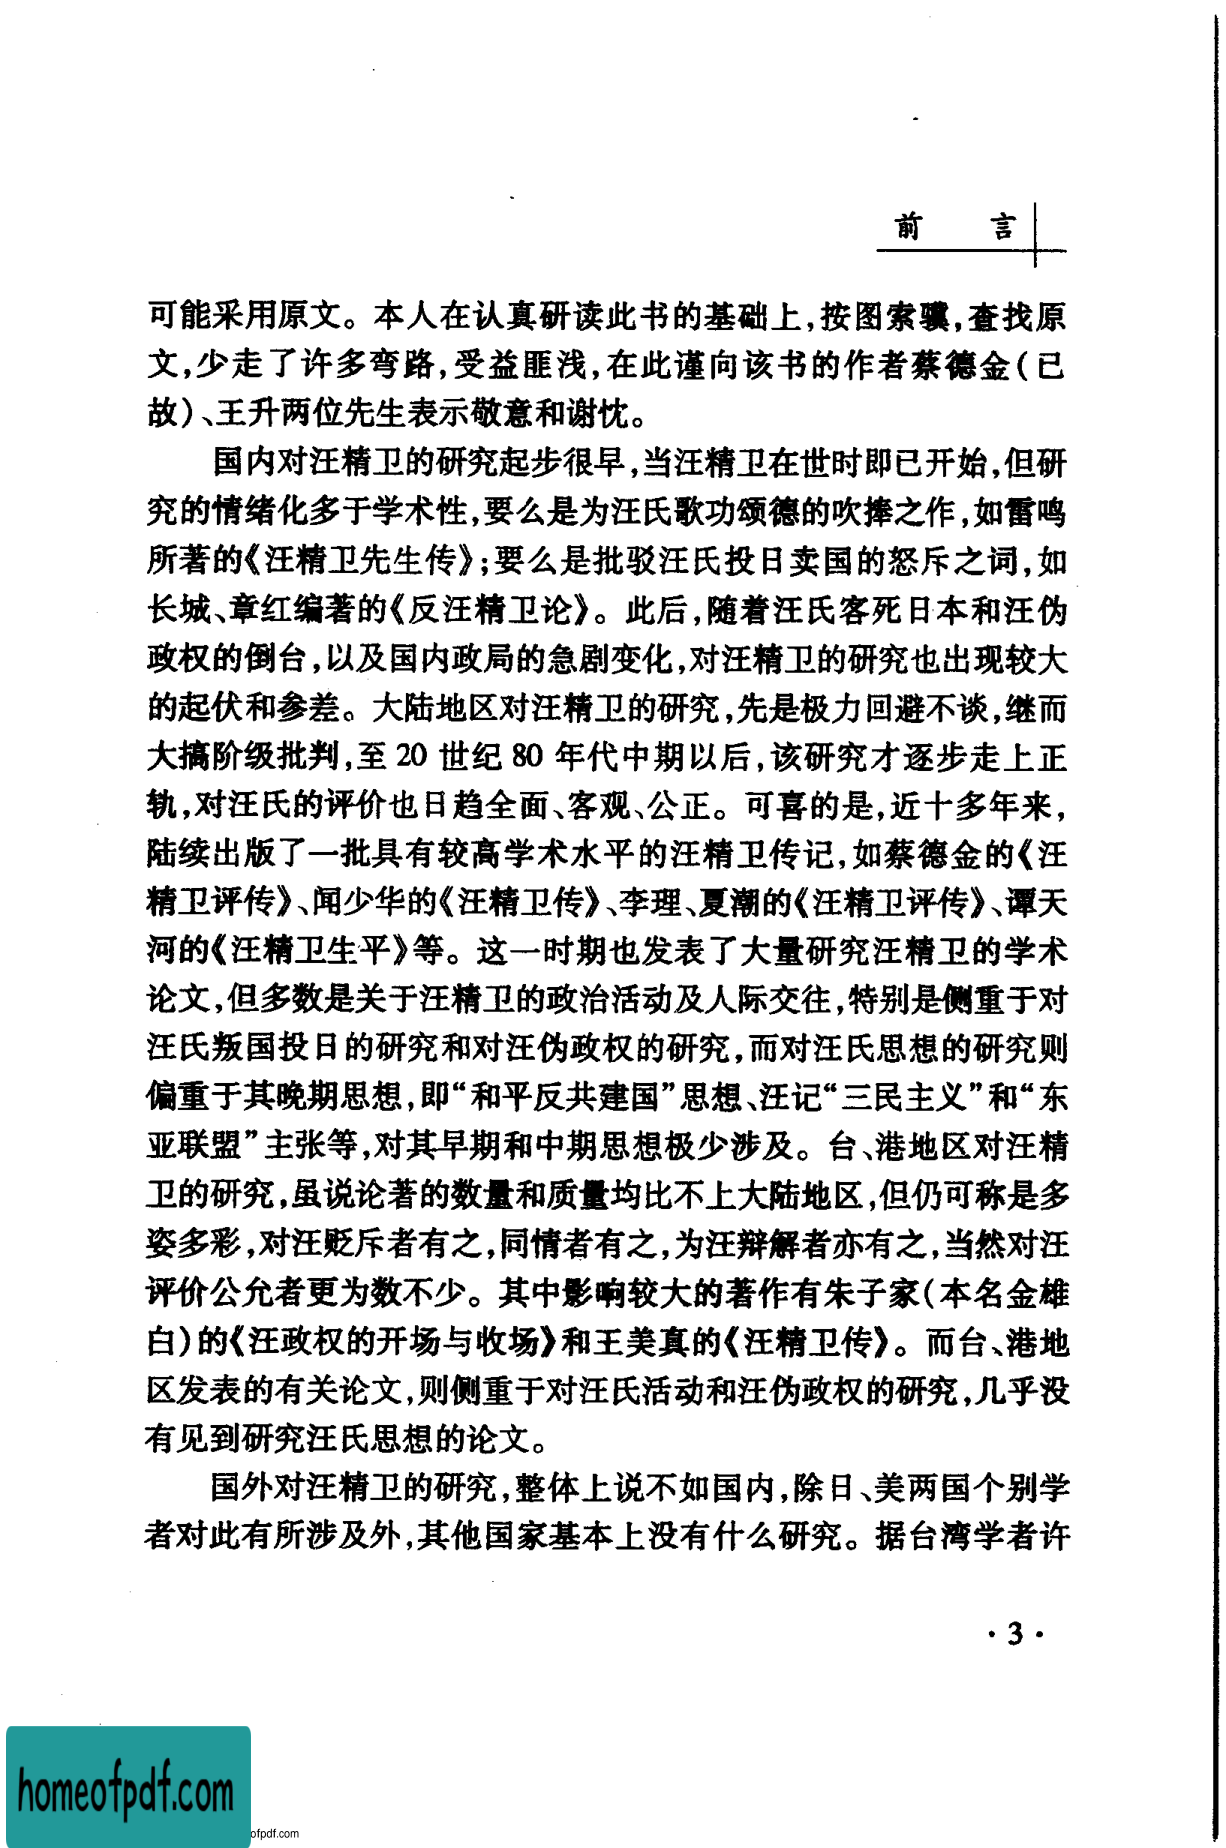 前 言
可能采用原文。本人在认真研读此书的基础上,按图索骥,查找原
文,少走了许多弯路,受益匪浅,在此谨向该书的作者蔡德金(已
故)、王升两位先生表示敬意和谢忱。
国内对汪精卫的研究起步很早,当汪精卫在世时即已开始,但研
究的情绪化多于学术性,要么是为汪氏歌功颂德的吹捧之作,如雷鸣
所著的《汪精卫先生传》;要么是批驳汪氏投日卖国的怒斥之词,如
长城、章红编著的《反汪精卫论》。此后,随着汪氏客死日本和汪伪
政权的倒台,以及国内政局的急剧变化,对汪精卫的研究也出现较大
的起伏和参差。大陆地区对汪精卫的研究,先是极力回避不谈,继而
大搞阶级批判,至 20 世纪 80 年代中期以后,该研究才逐步走上正
轨,对汪氏的评价也日趋全面、客观、公正。可喜的是,近十多年来,
陆续出版了一批具有较高学术水平的汪精卫传记,如蔡德金的《汪
精卫评传》、闻少华的《汪精卫传》、李理、夏潮的《汪精卫评传》、谭天
河的《汪精卫生平》等。这一时期也发表了大量研究汪精卫的学术
论文,但多数是关于汪精卫的政治活动及人际交往,特别是侧重于对
汪氏叛国投日的研究和对汪伪政权的研究,而对汪氏思想的研究则
偏重于其晚期思想,即“和平反共建国”思想、汪记“三民主义”和“东
亚联盟”主张等,对其早期和中期思想极少涉及。台、港地区对汪精
卫的研究,虽说论著的数量和质量均比不上大陆地区,但仍可称是多
姿多彩,对汪贬斥者有之,同情者有之,为汪辩解者亦有之,当然对汪
评价公允者更为数不少。其中影响较大的著作有朱子家(本名金雄
白)的《汪政权的开场与收场》和王美真的《汪精卫传》。而台、港地
区发表的有关论文,则侧重于对汪氏活动和汪伪政权的研究,几乎没
有见到研究汪氏思想的论文。
国外对汪精卫的研究,整体上说不如国内,除日、美两国个别学
者对此有所涉及外,其他国家基本上没有什么研究。据台湾学者许
· 3 ·
homeofpdf.com
ofpdf.com